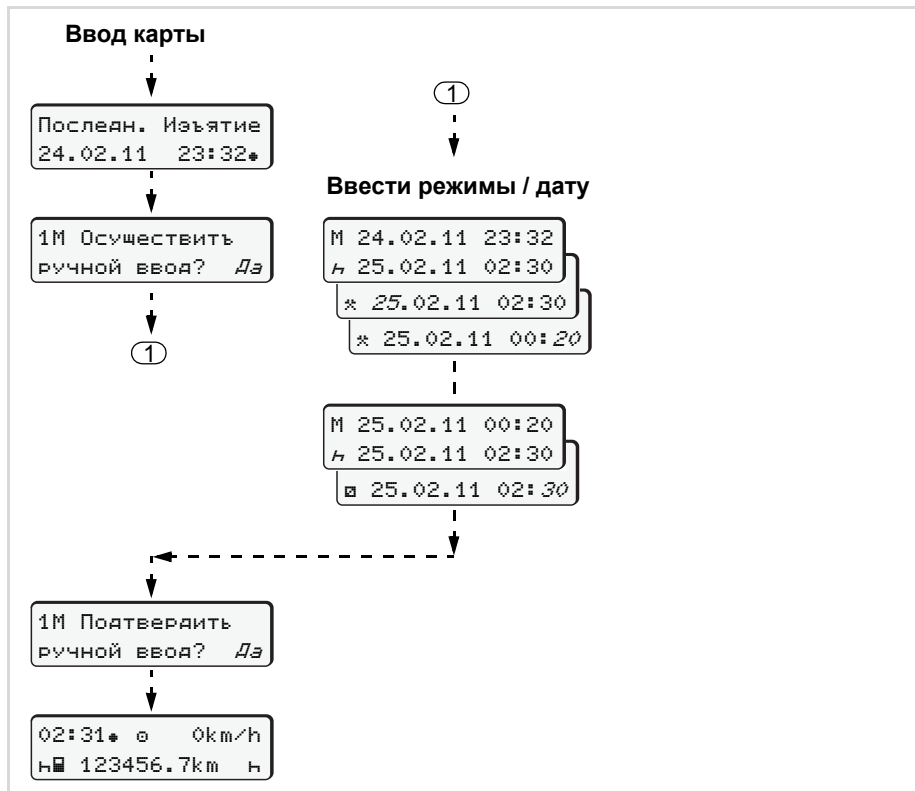 Ввод карты
Последн. Изъятие
24.02.11 23:32●
1М Осуществить
ручной ввод? Да
1
1
Ввести режимы / дату
М 24.02.11 23:32
h 25.02.11 02:30
⚒ 25.02.11 02:30
⚒ 25.02.11 00:20
М 25.02.11 00:20
h 25.02.11 02:30
☑ 25.02.11 02:30
1М Подтвердить
ручной ввод? Да
02:31● ⊙ 0km/h
h 123456.7km h